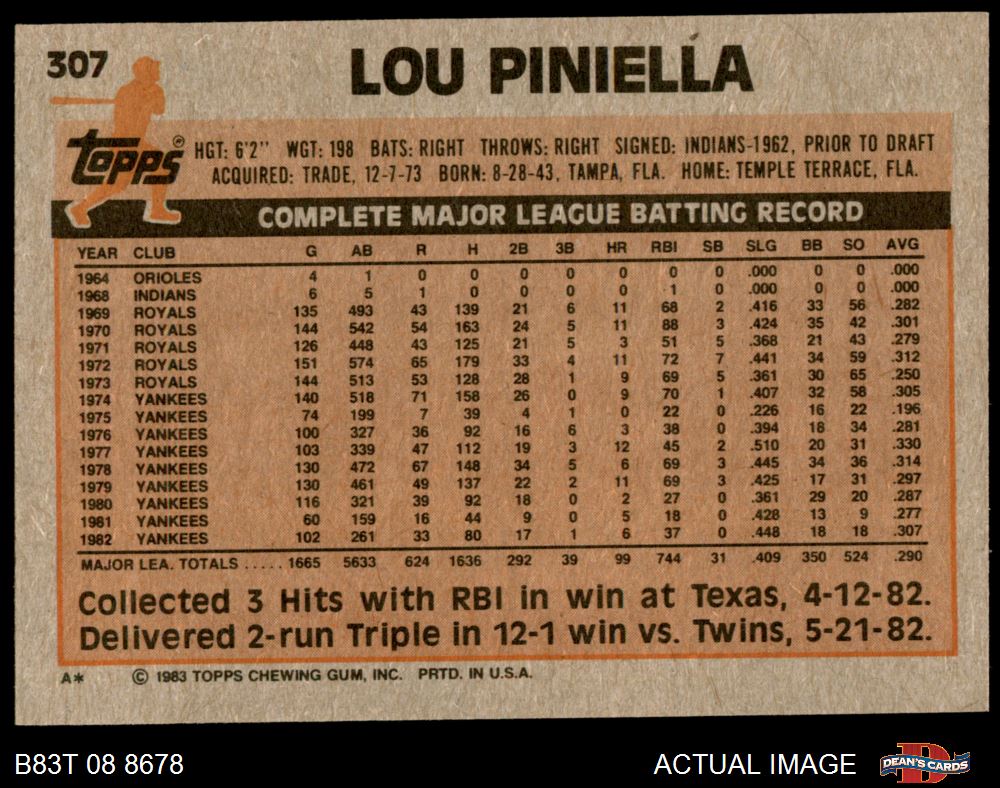 307
LOU PINIELLA
Topps®
HGT: 6'2" WGT: 198 BATS: RIGHT THROWS: RIGHT SIGNED: INDIANS-1962, PRIOR TO DRAFT
ACQUIRED: TRADE, 12-7-73 BORN: 8-28-43, TAMPA, FLA. HOME: TEMPLE TERRACE, FLA.
COMPLETE MAJOR LEAGUE BATTING RECORD
YEAR CLUB G AB R H 2B 3B HR RBI SB SLG BB SO AVG
1964 ORIOLES 4 1 0 0 0 0 0 0 0 .000 0 0 .000
1968 INDIANS 6 5 1 0 0 0 0 1 0 .000 0 0 .000
1969 ROYALS 135 493 43 139 21 6 11 68 2 .416 33 56 .282
1970 ROYALS 144 542 54 163 24 5 11 88 3 .424 35 42 .301
1971 ROYALS 126 448 43 125 21 5 3 51 5 .368 21 43 .279
1972 ROYALS 151 574 65 179 33 4 11 72 7 .441 34 59 .312
1973 ROYALS 144 513 53 128 28 1 9 69 5 .361 30 65 .250
1974 YANKEES 140 518 71 158 26 0 9 70 1 .407 32 58 .305
1975 YANKEES 74 199 7 39 4 1 0 22 0 .226 16 22 .196
1976 YANKEES 100 327 36 92 16 6 3 38 0 .394 18 34 .281
1977 YANKEES 103 339 47 112 19 3 12 45 2 .510 20 31 .330
1978 YANKEES 130 472 67 148 34 5 6 69 3 .445 34 36 .314
1979 YANKEES 130 461 49 137 22 2 11 69 3 .425 17 31 .297
1980 YANKEES 116 321 39 92 18 0 2 27 0 .361 29 20 .287
1981 YANKEES 60 159 16 44 9 0 5 18 0 .428 13 9 .277
1982 YANKEES 102 261 33 80 17 1 6 37 0 .448 18 18 .307
MAJOR LEA. TOTALS ..... 1665 5633 624 1636 292 39 99 744 31 .409 350 524 .290
Collected 3 Hits with RBI in win at Texas, 4-12-82.
Delivered 2-run Triple in 12-1 win vs. Twins, 5-21-82.
A* © 1983 TOPPS CHEWING GUM, INC. PRTD. IN U.S.A.
B83T 08 8678
ACTUAL IMAGE
D
DEAN'S CARDS